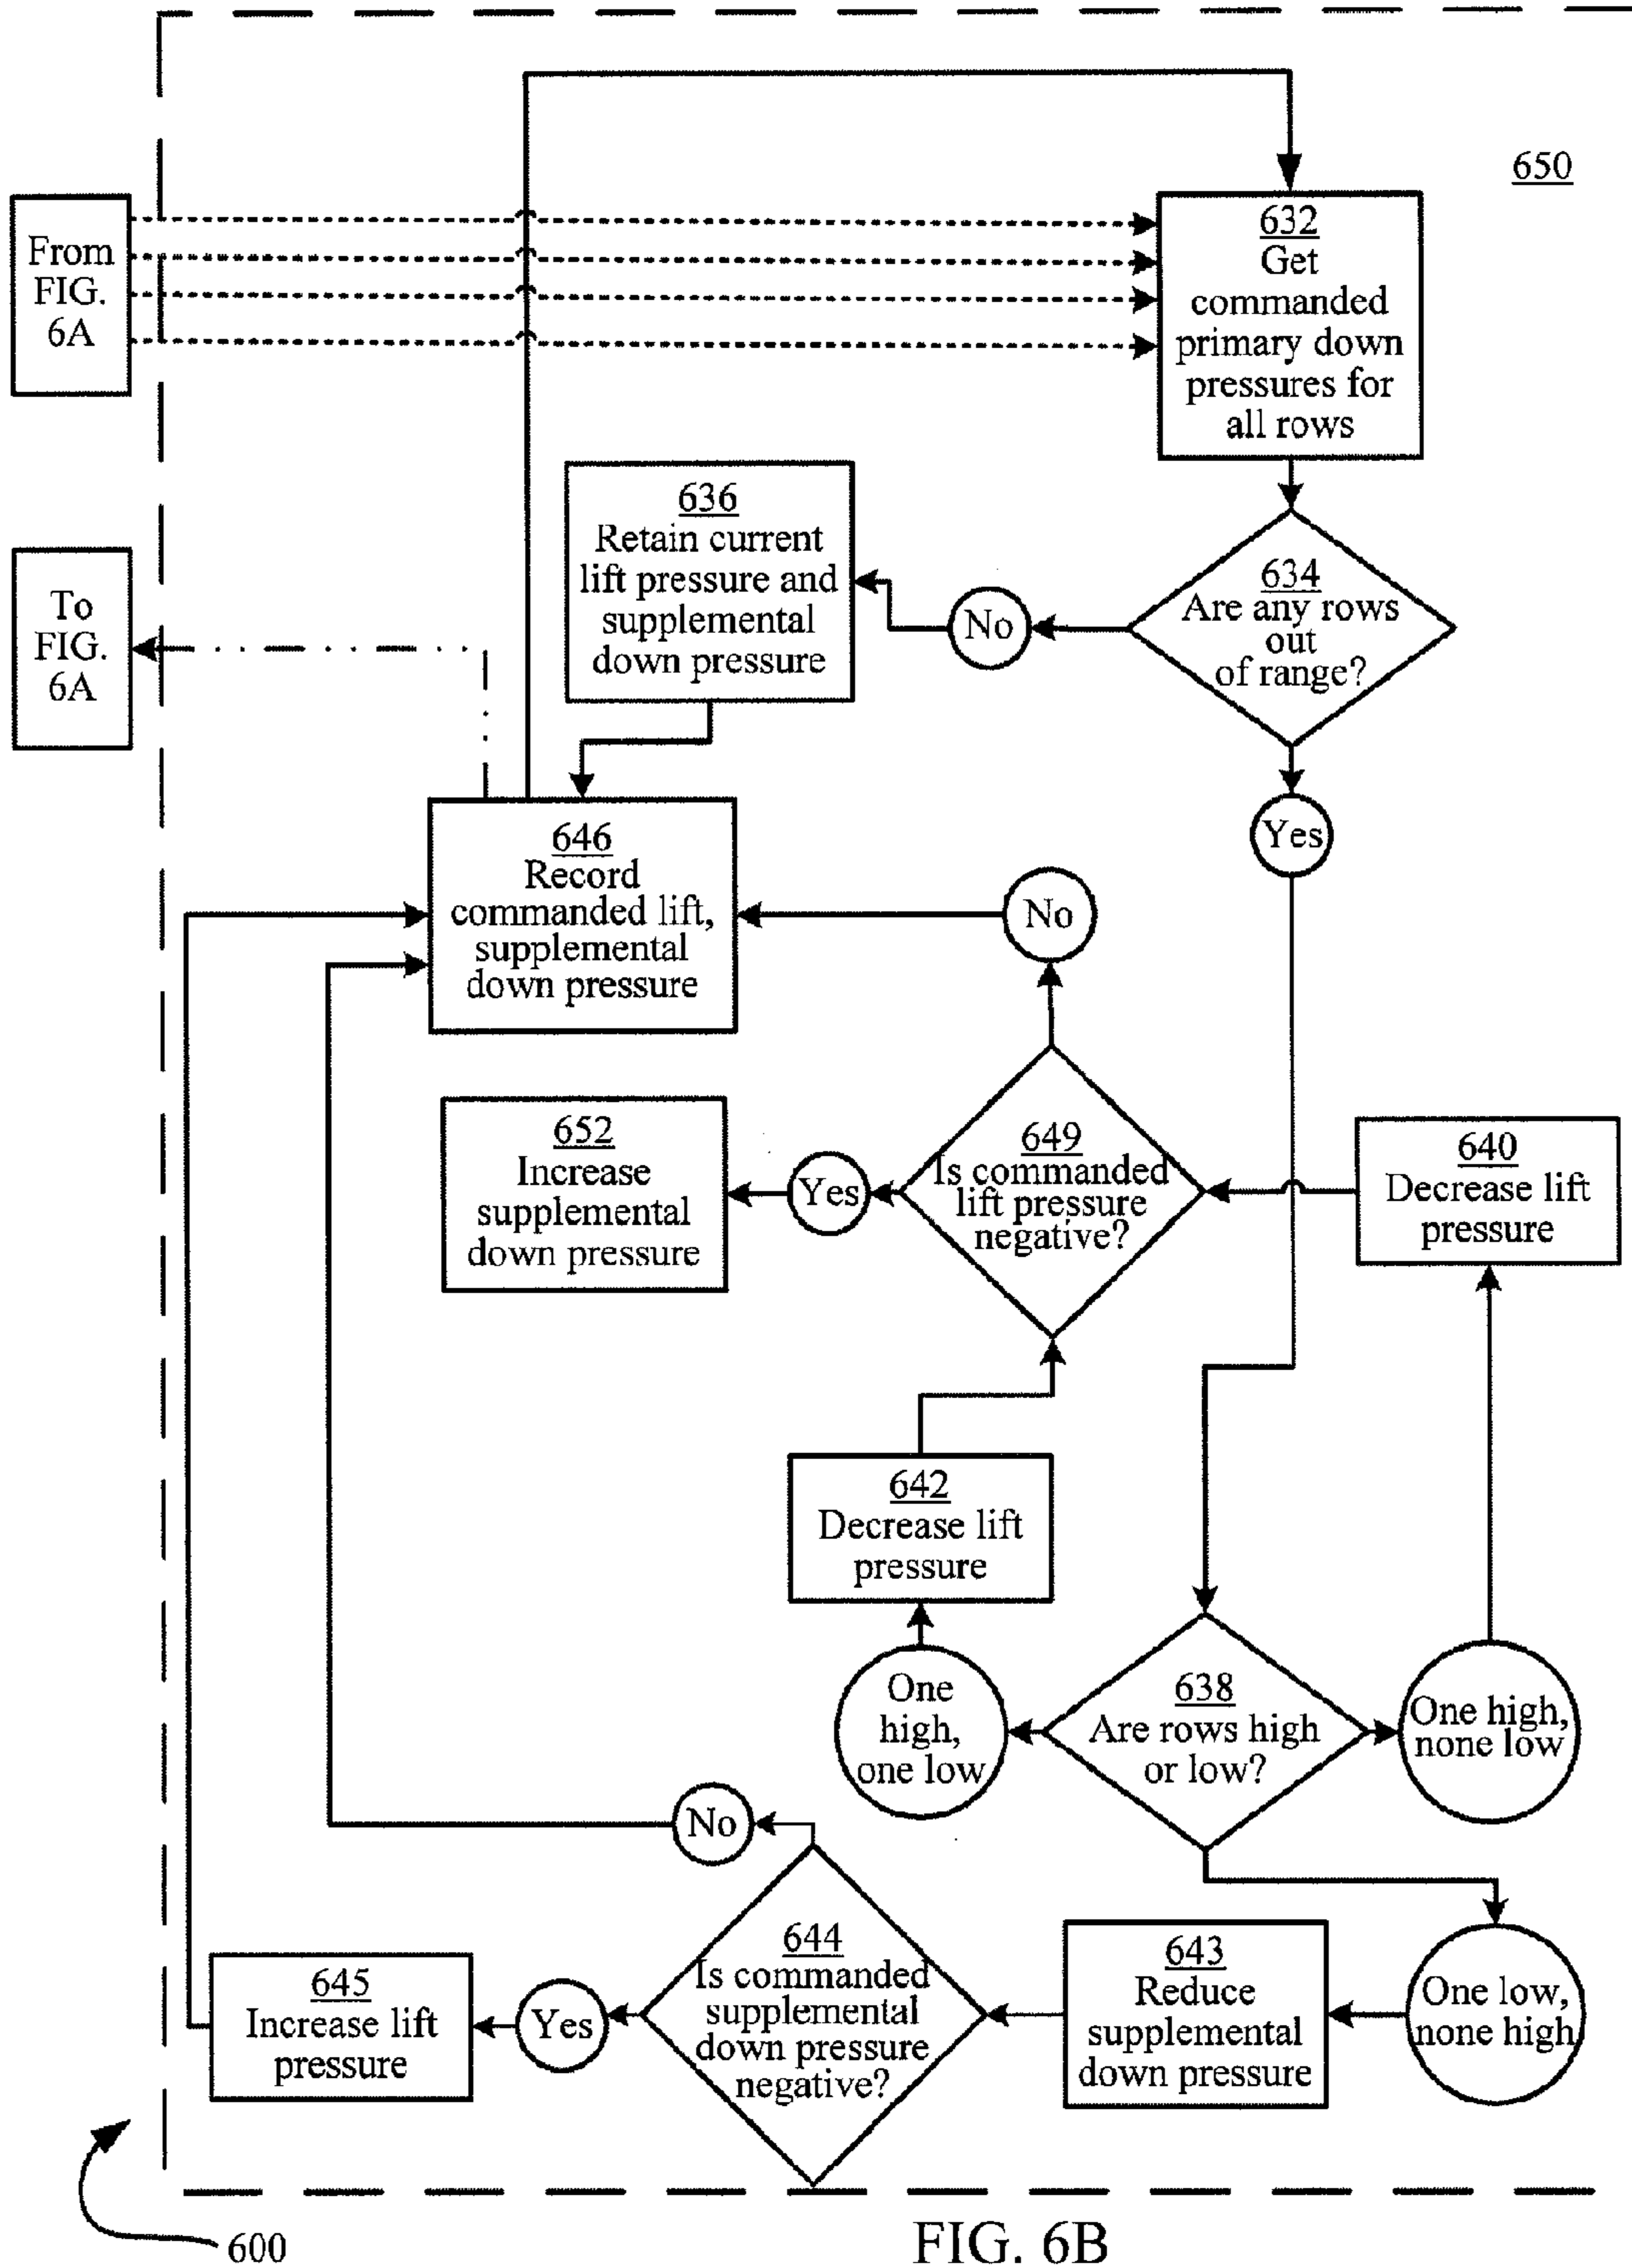 650
From
FIG.
6A
632
Get
commanded
primary down
pressures for
all rows
636
Retain current
lift pressure and
supplemental
down pressure
No
634
Are any rows
out
of range?
To
FIG.
6A
Yes
646
Record
commanded lift,
supplemental
down pressure
No
652
Increase
supplemental
down pressure
Yes
649
Is commanded
lift pressure
negative?
640
Decrease lift
pressure
642
Decrease lift
pressure
One
high,
one low
638
Are rows high
or low?
One high,
none low
No
645
Increase lift
pressure
Yes
644
Is commanded
supplemental
down pressure
negative?
643
Reduce
supplemental
down pressure
One low,
none high
600
FIG. 6B